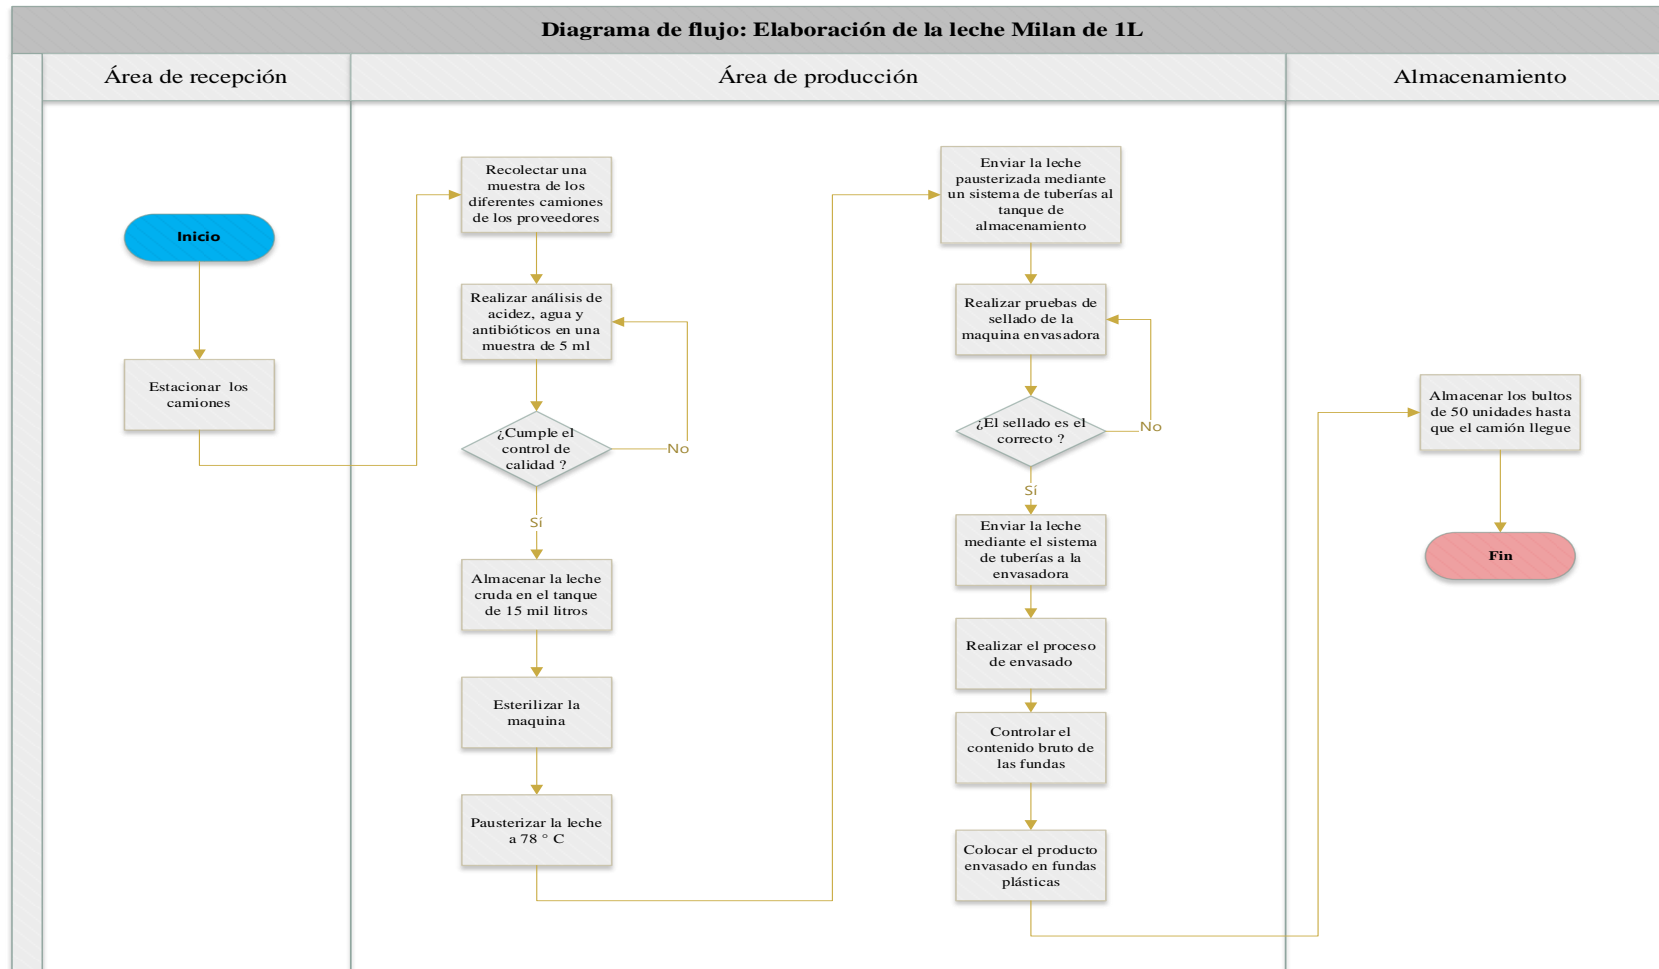 Diagrama de flujo: Elaboración de la leche Milan de 1L
Área de recepción
Área de producción
Almacenamiento
Inicio
Estacionar los
camiones
Recolectar una
muestra de los
diferentes camiones
de los proveedores
Realizar análisis de
acidez, agua y
antibióticos en una
muestra de 5 ml
¿Cumple el
control de
calidad ?
No
Sí
Almacenar la leche
cruda en el tanque
de 15 mil litros
Esterilizar la
maquina
Pausterizar la leche
a 78 ° C
Enviar la leche
pausterizada mediante
un sistema de tuberías al
tanque de
almacenamiento
Realizar pruebas de
sellado de la
maquina envasadora
¿El sellado es el
correcto ?
No
Sí
Enviar la leche
mediante el sistema
de tuberías a la
envasadora
Realizar el proceso
de envasado
Controlar el
contenido bruto de
las fundas
Colocar el producto
envasado en fundas
plásticas
Almacenar los bultos
de 50 unidades hasta
que el camión llegue
Fin